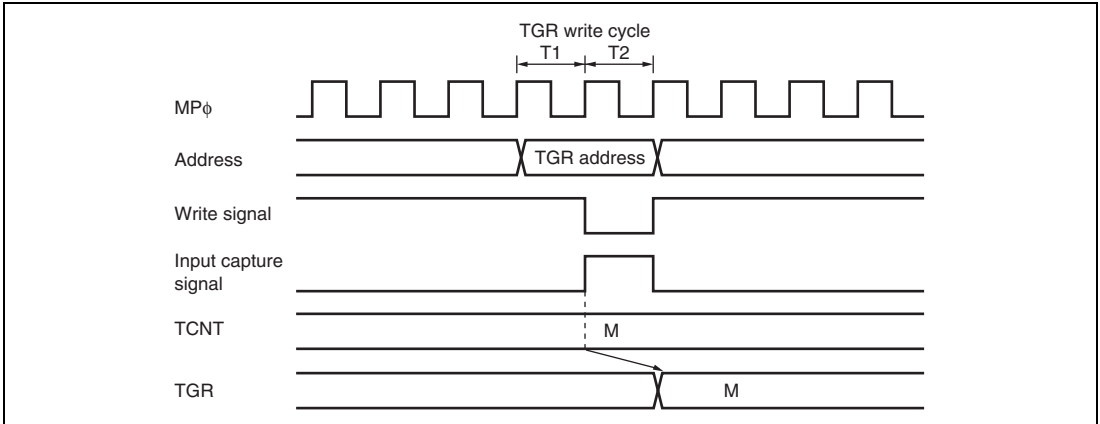 TGR write cycle
T1 T2
MPϕ
Address
TGR address
Write signal
Input capture
signal
TCNT
M
TGR
M